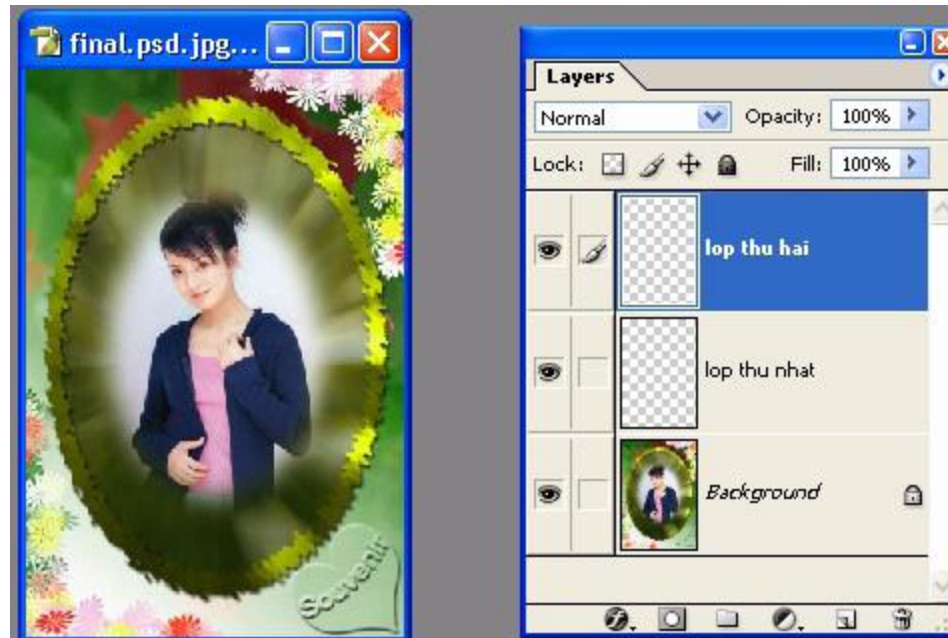 final.psd.jpg...
Souvenir
Layers
Normal
Opacity: 100%
Lock:
Fill: 100%
lop thu hai
lop thu nhat
Background